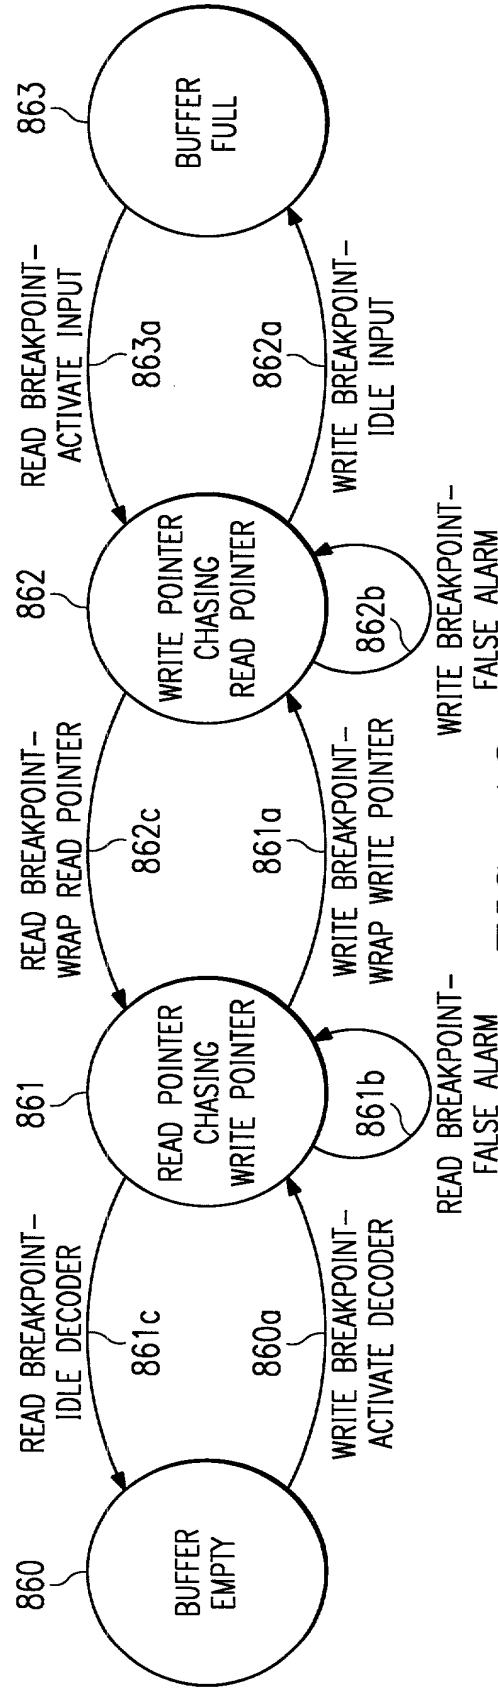 860
BUFFER
EMPTY
READ BREAKPOINT-
IDLE DECODER
861c
860a
WRITE BREAKPOINT-
ACTIVATE DECODER
861
READ POINTER
CHASING
WRITE POINTER
861b
READ BREAKPOINT-
FALSE ALARM
READ BREAKPOINT-
WRAP READ POINTER
862c
861a
WRITE BREAKPOINT-
WRAP WRITE POINTER
862
WRITE POINTER
CHASING
READ POINTER
862b
WRITE BREAKPOINT-
FALSE ALARM
READ BREAKPOINT-
ACTIVATE INPUT
863a
862a
WRITE BREAKPOINT-
IDLE INPUT
863
BUFFER
FULL